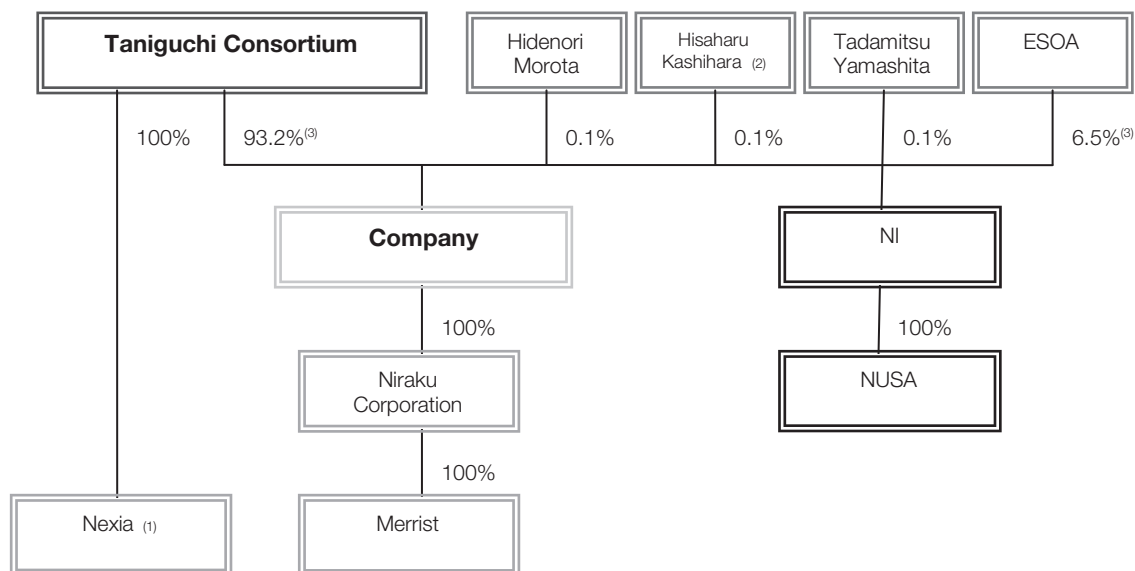 Taniguchi Consortium
Hidenori
Morota
Hisaharu
Kashihara (2)
Tadamitsu
Yamashita
ESOA
100%
93.2%(3)
0.1%
0.1%
0.1%
6.5%(3)
Company
NI
100%
100%
Niraku
Corporation
NUSA
100%
Nexia (1)
Merrist